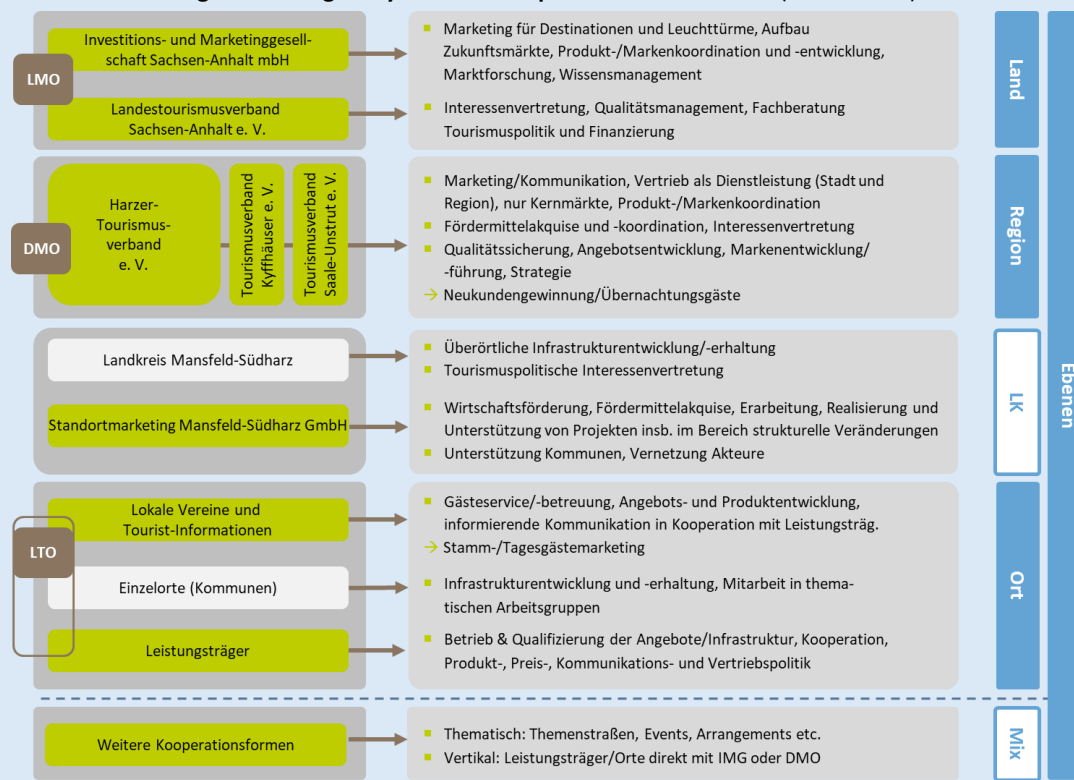 LMO
Investitions- und Marketinggesell-
schaft Sachsen-Anhalt mbH
Marketing für Destinationen und Leuchttürme, Aufbau
Zukunftsmärkte, Produkt-/Markenkoordination und -entwicklung,
Marktforschung, Wissensmanagement
Landestourismusverband
Sachsen-Anhalt e. V.
Interessenvertretung, Qualitätsmanagement, Fachberatung
Tourismuspolitik und Finanzierung
Land
DMO
Harzer-
Tourismus-
verband
e. V.
Tourismusverband
Kyffhäuser e. V.
Tourismusverband
Saale-Unstrut e. V.
Marketing/Kommunikation, Vertrieb als Dienstleistung (Stadt und
Region), nur Kernmärkte, Produkt-/Markenkoordination
Fördermittelakquise und -koordination, Interessenvertretung
Qualitätssicherung, Angebotsentwicklung, Markenentwicklung/
-führung, Strategie
→ Neukundengewinnung/Übernachtungsgäste
Region
Landkreis Mansfeld-Südharz
Überörtliche Infrastrukturentwicklung/-erhaltung
Tourismuspolitische Interessenvertretung
Standortmarketing Mansfeld-Südharz GmbH
Wirtschaftsförderung, Fördermittelakquise, Erarbeitung, Realisierung und
Unterstützung von Projekten insb. im Bereich strukturelle Veränderungen
Unterstützung Kommunen, Vernetzung Akteure
LK
Ebenen
LTO
Lokale Vereine und
Tourist-Informationen
Gästeservice/-betreuung, Angebots- und Produktentwicklung,
informierende Kommunikation in Kooperation mit Leistungsträg.
→ Stamm-/Tagesgästemarketing
Einzelorte (Kommunen)
Infrastrukturentwicklung und -erhaltung, Mitarbeit in thema-
tischen Arbeitsgruppen
Leistungsträger
Betrieb & Qualifizierung der Angebote/Infrastruktur, Kooperation,
Produkt-, Preis-, Kommunikations- und Vertriebspolitik
Ort
Weitere Kooperationsformen
Thematisch: Themenstraßen, Events, Arrangements etc.
Vertikal: Leistungsträger/Orte direkt mit IMG oder DMO
Mix